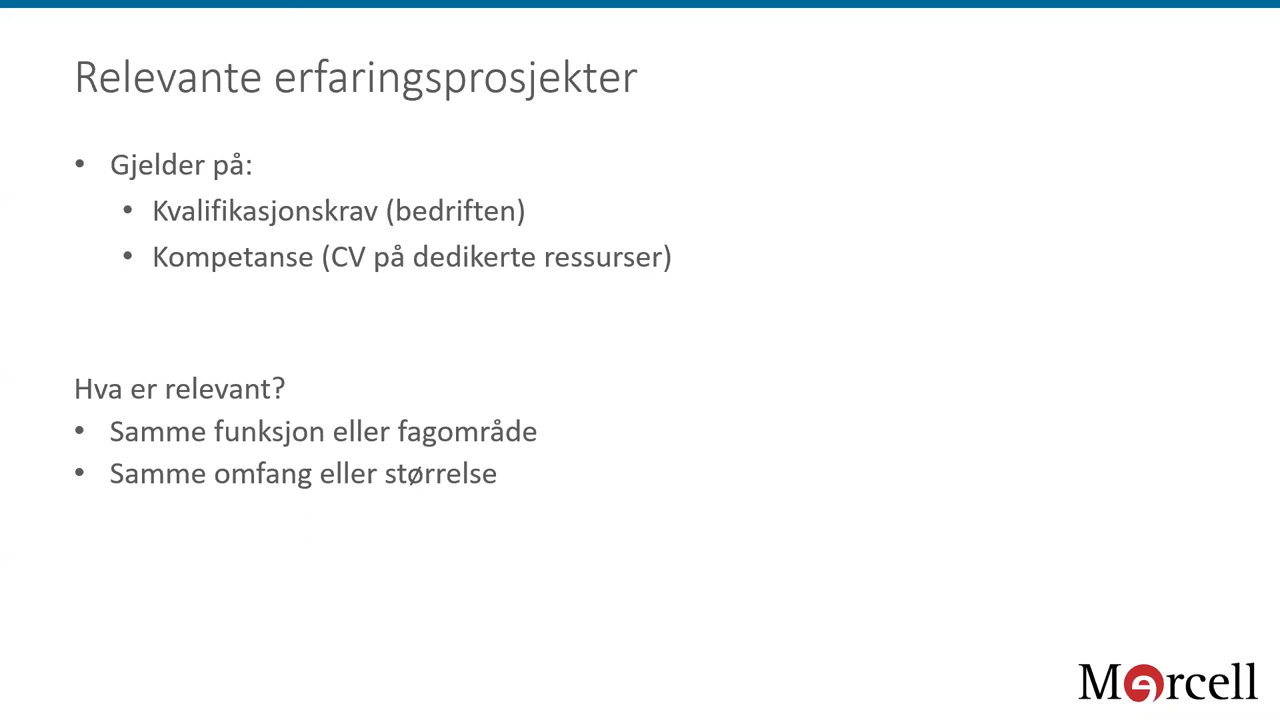 Relevante erfaringsprosjekter
• Gjelder på:
• Kvalifikasjonskrav (bedriften)
• Kompetanse (CV på dedikerte ressurser)
Hva er relevant?
• Samme funksjon eller fagområde
• Samme omfang eller størrelse
Mercell